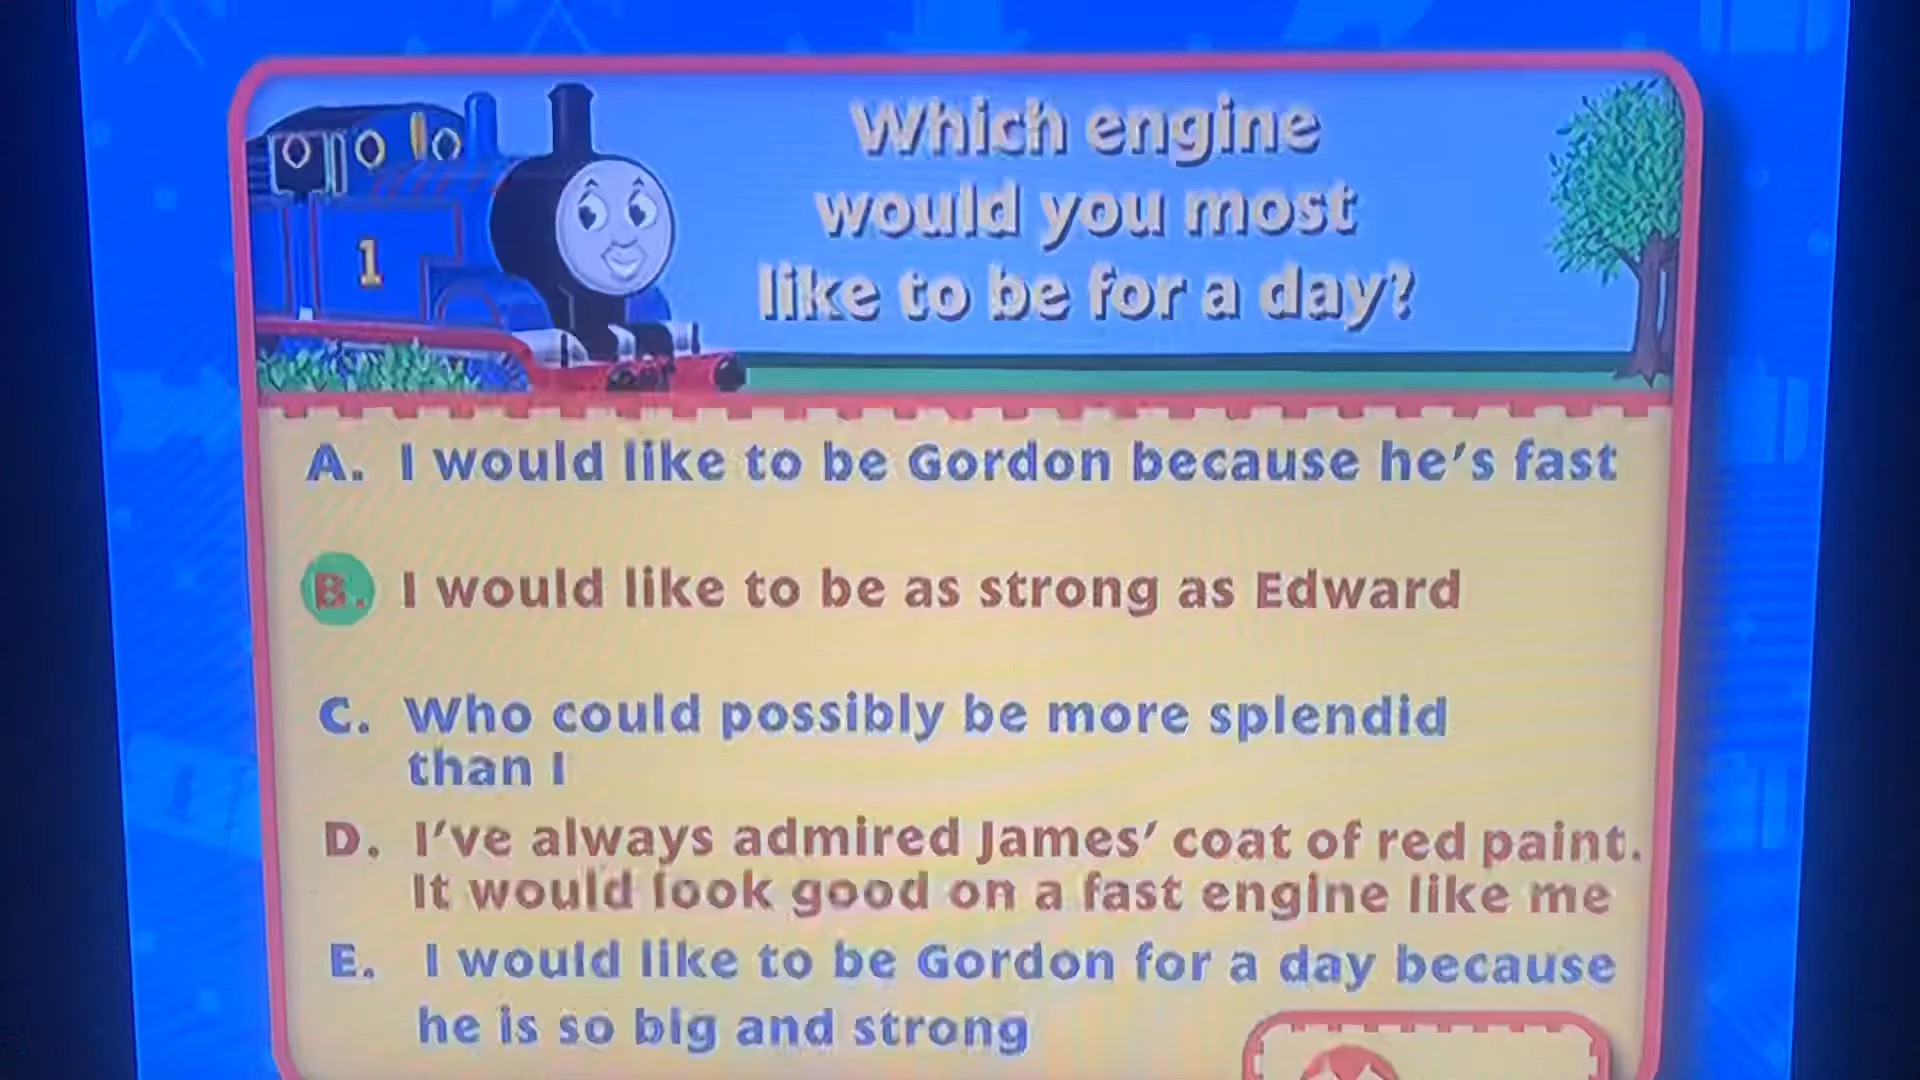 Which engine
would you most
like to be for a day?
1
A. I would like to be Gordon because he's fast
B. I would like to be as strong as Edward
C. Who could possibly be more splendid
than I
D. I've always admired James' coat of red paint.
It would look good on a fast engine like me
E. I would like to be Gordon for a day because
he is so big and strong